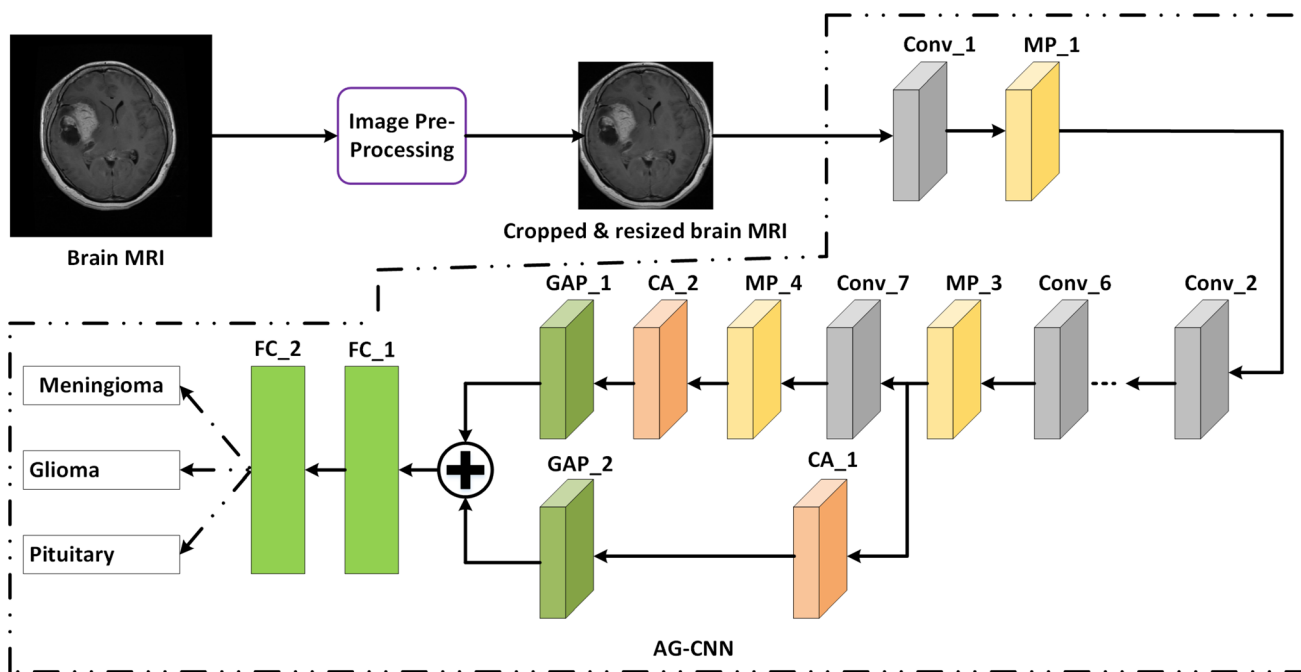 Conv_1
MP_1
Image Pre-
Processing
Brain MRI
Cropped & resized brain MRI
GAP_1
CA_2
MP_4
Conv_7
MP_3
Conv_6
Conv_2
FC_2
FC_1
Meningioma
Glioma
Pituitary
GAP_2
CA_1
AG-CNN